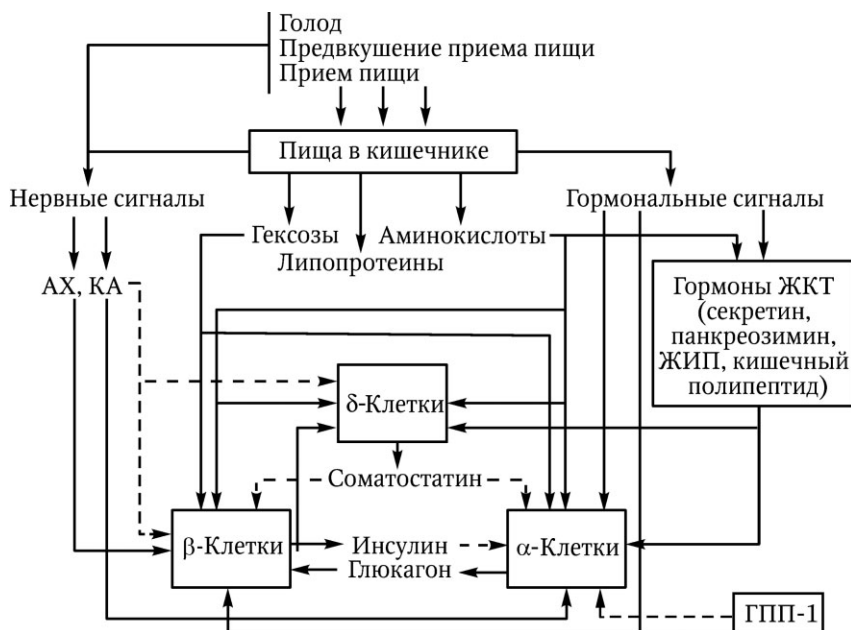 Голод
Предвкушение приема пищи
Прием пищи
Пища в кишечнике
Нервные сигналы
Гормональные сигналы
Гексозы
Аминокислоты
Липопротеины
АХ, КА
Гормоны ЖКТ
(секретин,
панкреозимин,
ЖИП, кишечный
полипептид)
δ-Клетки
Соматостатин
β-Клетки
Инсулин
Глюкагон
α-Клетки
ГПП-1